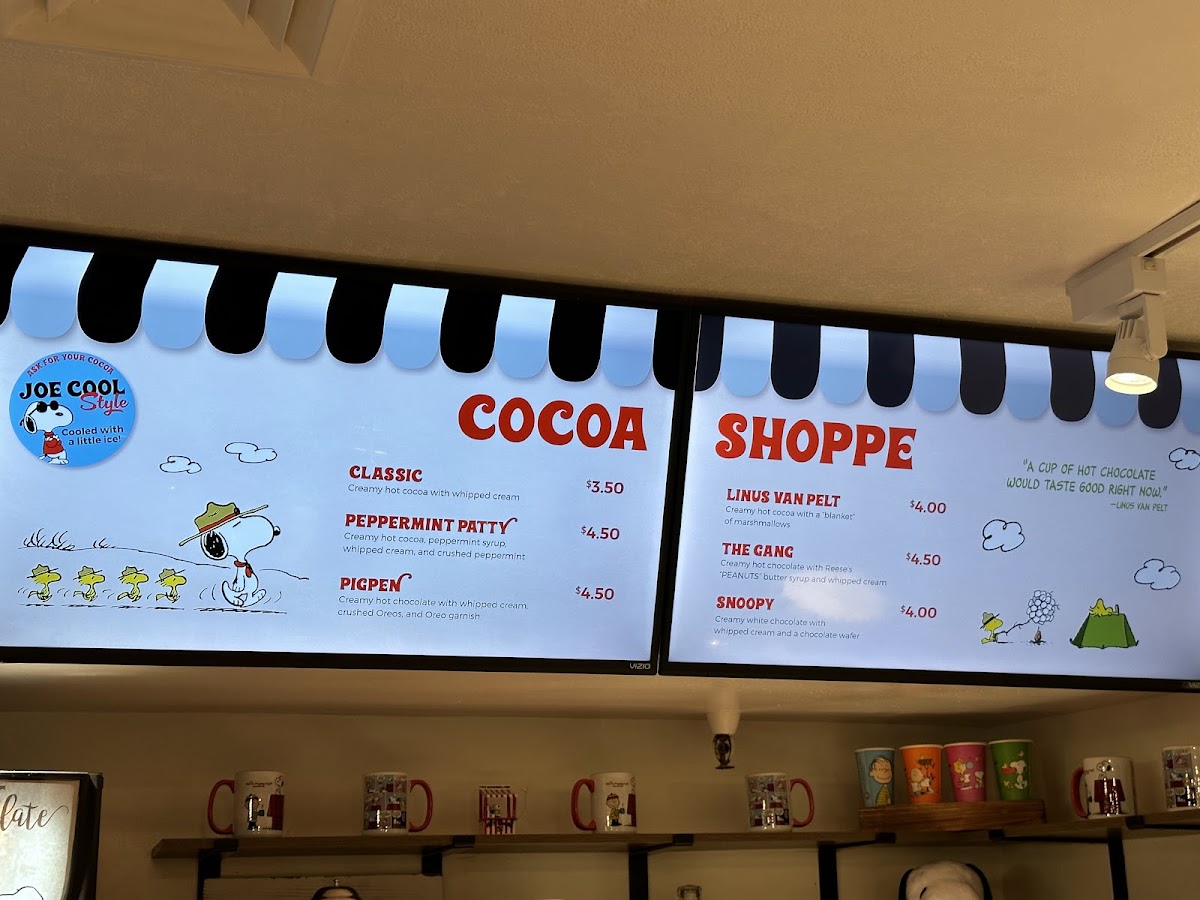 ASK FOR YOUR COCOA
JOE COOL
Style
Cooled with
a little ice!
COCOA
CLASSIC
Creamy hot cocoa with whipped cream
$3.50
PEPPERMINT PATTY
Creamy hot cocoa, peppermint syrup,
whipped cream, and crushed peppermint
$4.50
PIGPEN
Creamy hot chocolate with whipped cream,
crushed Oreos, and Oreo garnish
$4.50
VIZIO
SHOPPE
LINUS VAN PELT
Creamy hot cocoa with a "blanket"
of marshmallows
$4.00
THE GANG
Creamy hot chocolate with Reese's
"PEANUTS" butter syrup and whipped cream
$4.50
SNOOPY
Creamy white chocolate with
whipped cream and a chocolate wafer
$4.00
"A CUP OF HOT CHOCOLATE
WOULD TASTE GOOD RIGHT NOW."
—LINUS VAN PELT
late